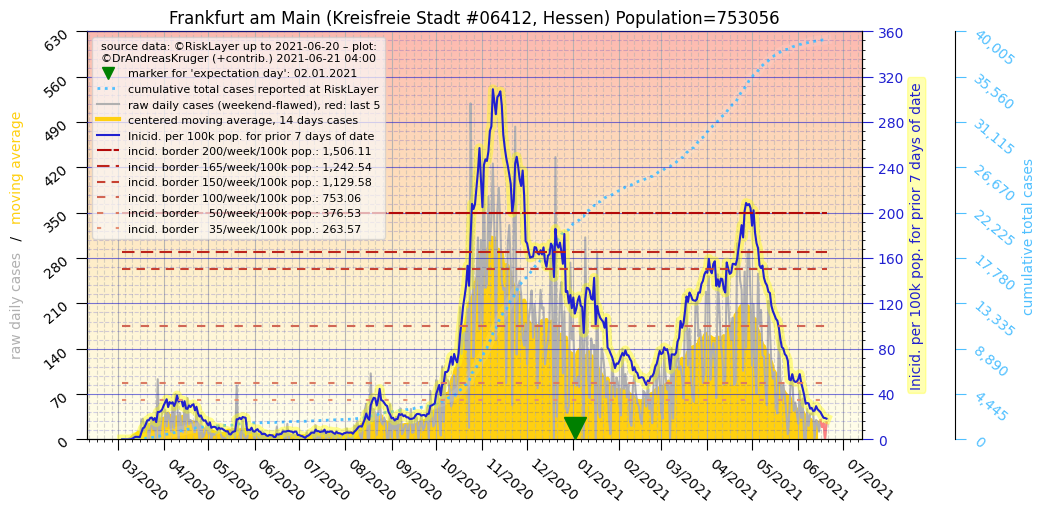 Frankfurt am Main (Kreisfreie Stadt #06412, Hessen) Population=753056
source data: ©RiskLayer up to 2021-06-20 – plot:
©DrAndreasKruger (+contrib.) 2021-06-21 04:00
marker for 'expectation day': 02.01.2021
cumulative total cases reported at RiskLayer
raw daily cases (weekend-flawed), red: last 5
centered moving average, 14 days cases
Inicid. per 100k pop. for prior 7 days of date
incid. border 200/week/100k pop.: 1,506.11
incid. border 165/week/100k pop.: 1,242.54
incid. border 150/week/100k pop.: 1,129.58
incid. border 100/week/100k pop.: 753.06
incid. border   50/week/100k pop.: 376.53
incid. border   35/week/100k pop.: 263.57
raw daily cases / moving average
630
560
490
420
350
280
210
140
70
0
03/2020
04/2020
05/2020
06/2020
07/2020
08/2020
09/2020
10/2020
11/2020
12/2020
01/2021
02/2021
03/2021
04/2021
05/2021
06/2021
07/2021
360
320
280
240
200
160
120
80
40
0
Inicid. per 100k pop. for prior 7 days of date
40,005
35,560
31,115
26,670
22,225
17,780
13,335
8,890
4,445
0
cumulative total cases